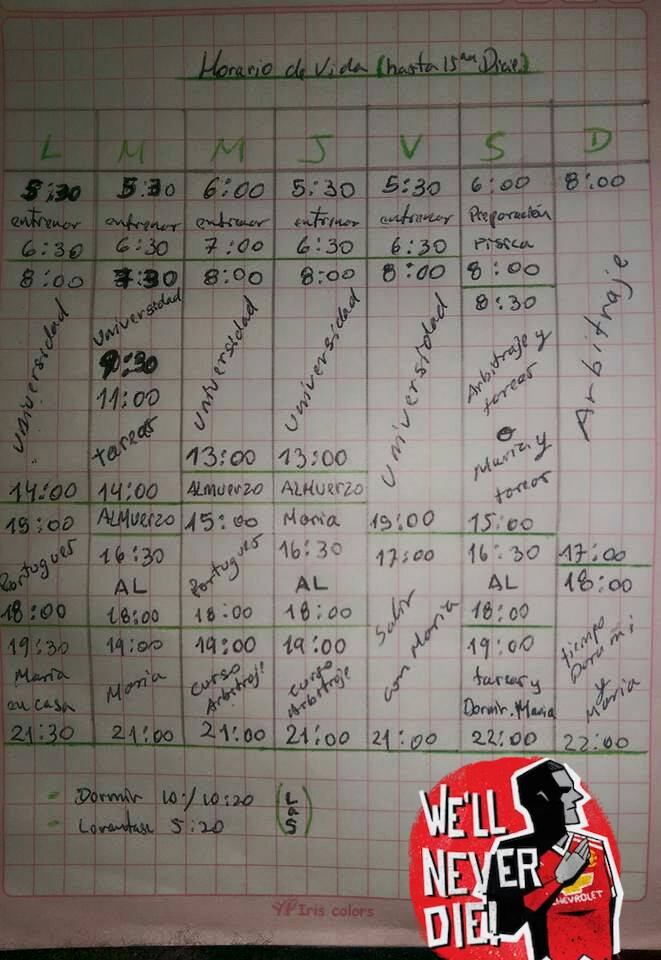 Horario de Vida (hasta 15 Dic)
L M M J V S D
5:30 5:30 6:00 5:30 5:30 6:00 8:00
entrenar entrenar entrenar entrenar entrenar Preparación
6:30 6:30 7:00 6:30 6:30 Física
8:00 7:30 8:00 8:00 8:00 8:00
Universidad Universidad Universidad Universidad Universidad 8:30 Arbitraje
9:30 Arbitraje y
11:00 tareas
tareas o
13:00 13:00 María y
14:00 14:00 ALMUERZO ALMUERZO tareas
15:00 ALMUERZO 15:00 María 15:00 15:00
Portugues 16:30 Portugues 16:30 17:00 16:30 17:00
AL AL Salir AL 18:00
18:00 18:00 18:00 18:00 con María 18:00
19:30 19:00 19:00 19:00 19:00 tiempo
María María Curso Curso tareas y para mi
en casa Arbitraje Arbitraje Dormir. María y María
21:30 21:00 21:00 21:00 21:00 22:00 22:00
- Dormir 10:/10:20 (L a S)
- Levantase 5:20
Iris colors
WE'LL
NEVER
DIE!
CHEVROLET